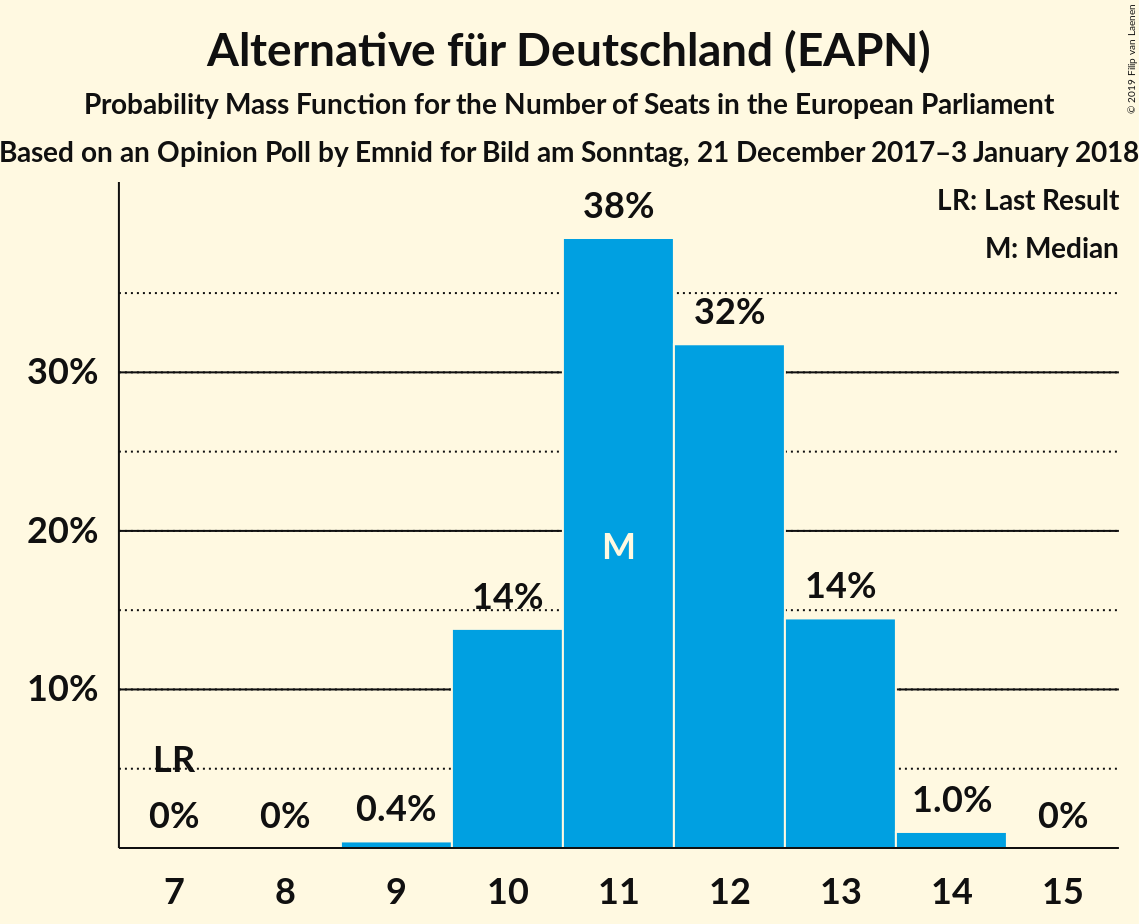 Alternative für Deutschland (EAPN)
Probability Mass Function for the Number of Seats in the European Parliament
Based on an Opinion Poll by Emnid for Bild am Sonntag, 21 December 2017–3 January 2018
© 2019 Filip van Laenen
LR: Last Result
M: Median
38%
32%
30%
20%
M
14%
14%
10%
LR
0%
0%
0.4%
1.0%
0%
7 8 9 10 11 12 13 14 15